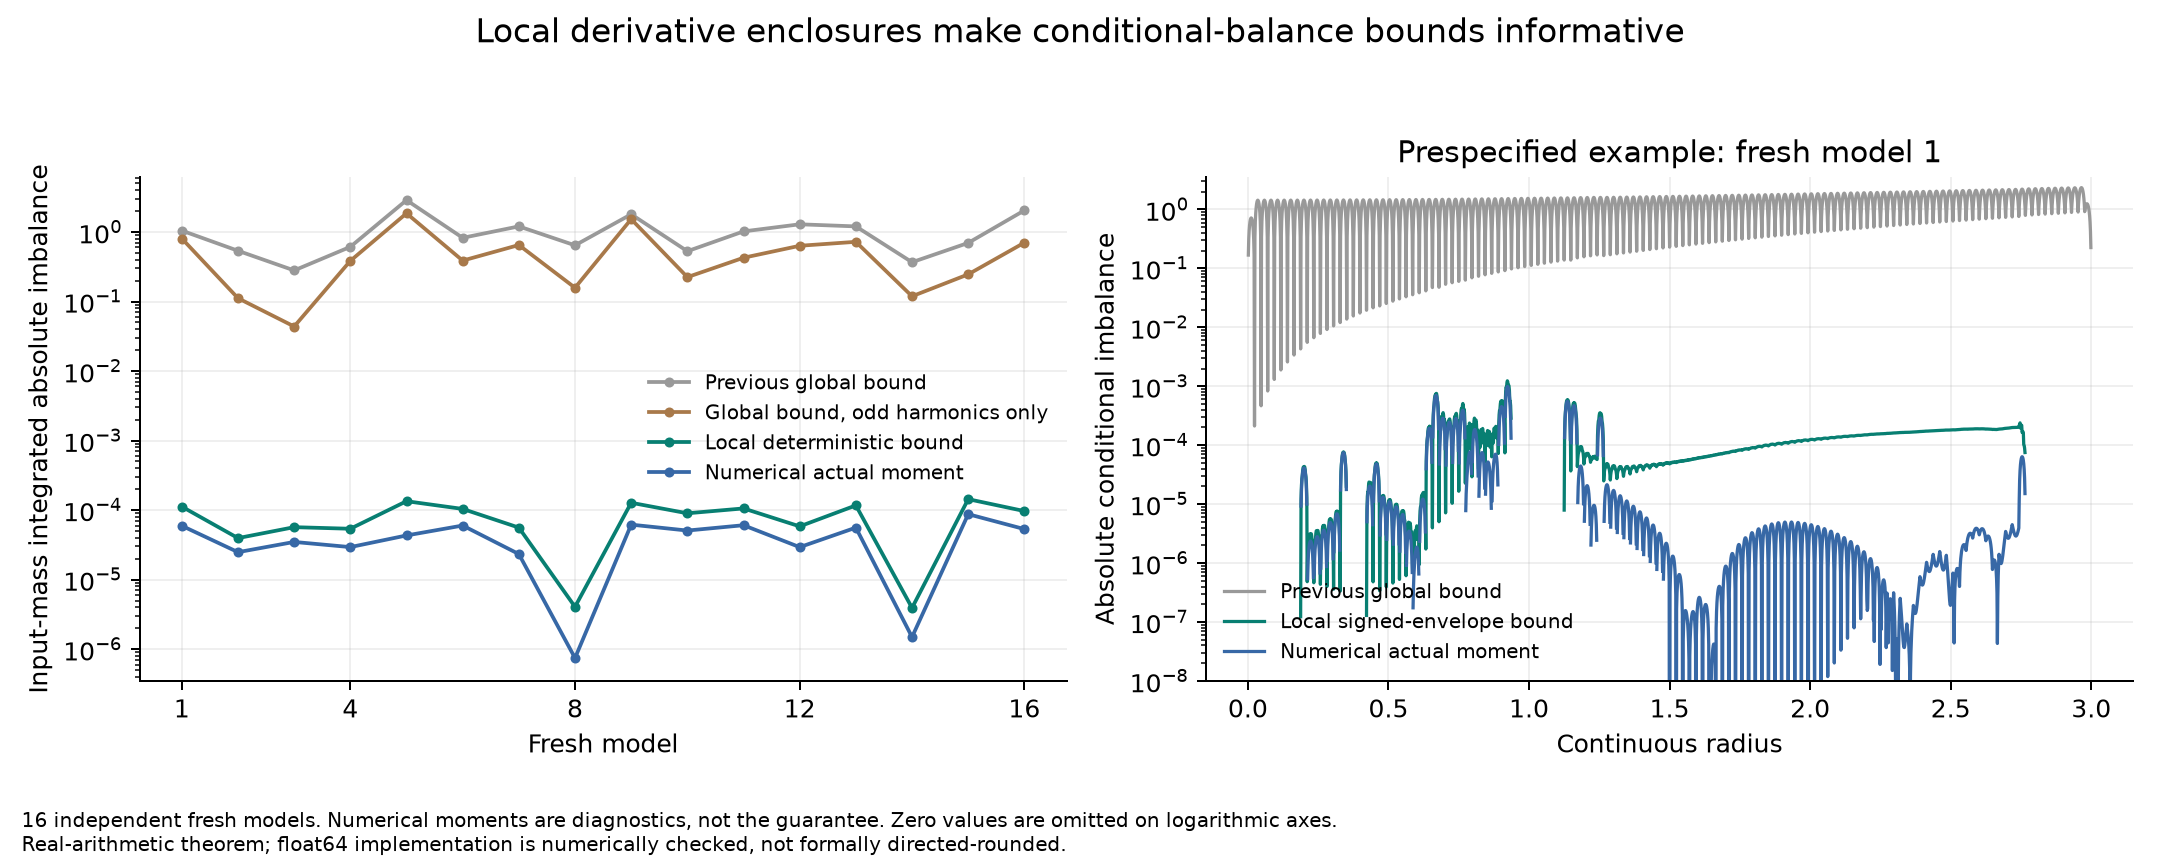 Local derivative enclosures make conditional-balance bounds informative
Input-mass integrated absolute imbalance
10⁰
10⁻¹
10⁻²
10⁻³
10⁻⁴
10⁻⁵
10⁻⁶
Previous global bound
Global bound, odd harmonics only
Local deterministic bound
Numerical actual moment
1 4 8 12 16
Fresh model
Prespecified example: fresh model 1
Absolute conditional imbalance
10⁰
10⁻¹
10⁻²
10⁻³
10⁻⁴
10⁻⁵
10⁻⁶
10⁻⁷
10⁻⁸
Previous global bound
Local signed-envelope bound
Numerical actual moment
0.0 0.5 1.0 1.5 2.0 2.5 3.0
Continuous radius
16 independent fresh models. Numerical moments are diagnostics, not the guarantee. Zero values are omitted on logarithmic axes.
Real-arithmetic theorem; float64 implementation is numerically checked, not formally directed-rounded.